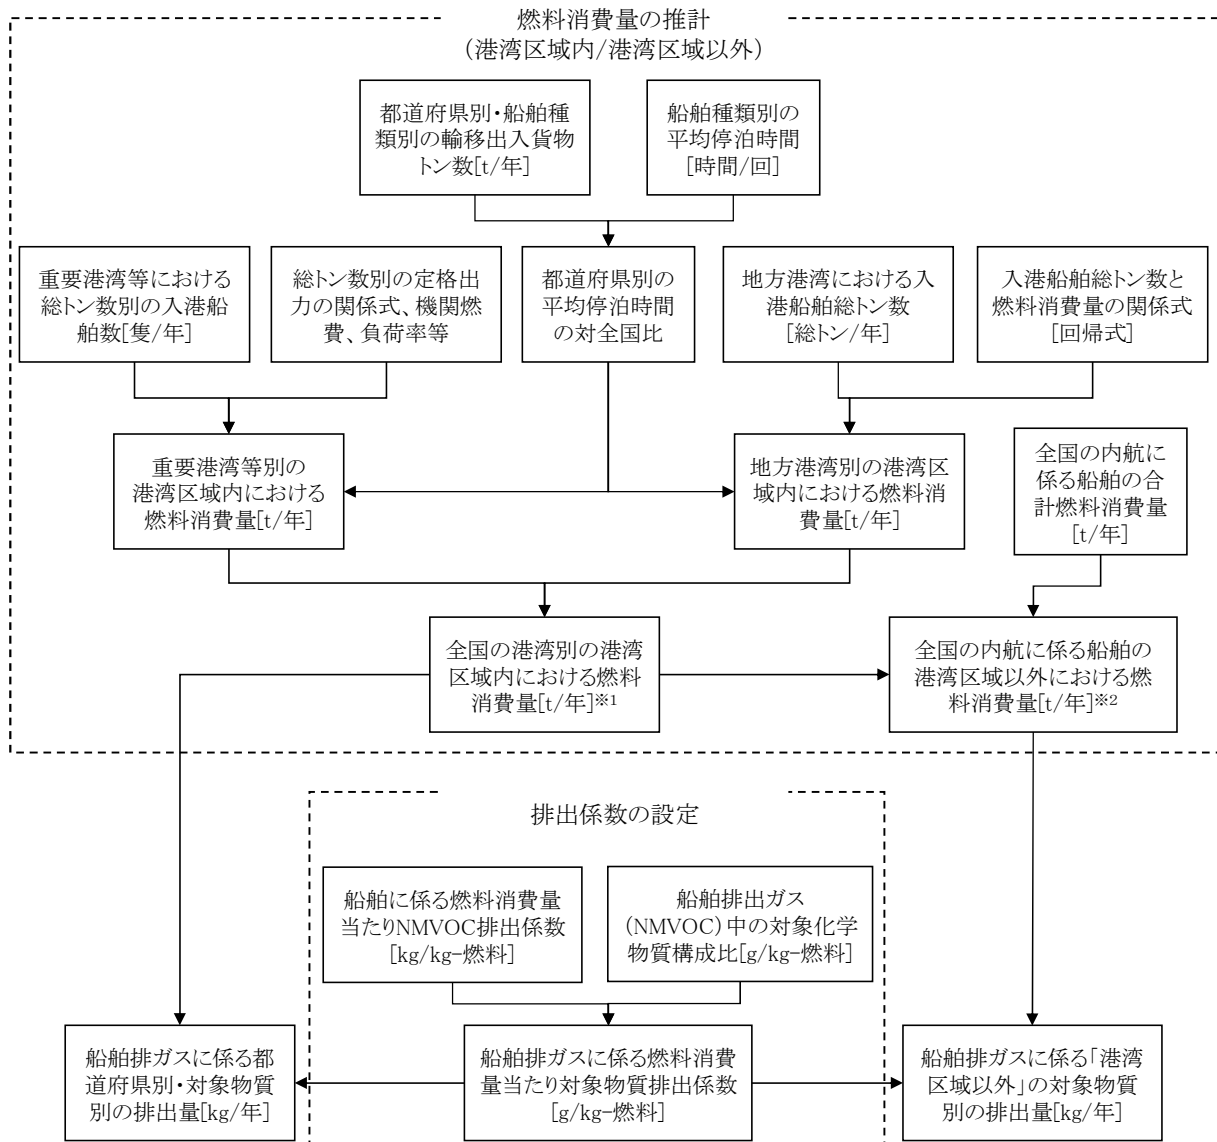 燃料消費量の推計
(港湾区域内/港湾区域以外)
都道府県別・船舶種
類別の輸移出入貨物
トン数[t/年]
船舶種類別の
平均停泊時間
[時間/回]
重要港湾等における
総トン数別の入港船
舶数[隻/年]
総トン数別の定格出
力の関係式、機関燃
費、負荷率等
都道府県別の
平均停泊時間
の対全国比
地方港湾における入
港船舶総トン数
[総トン/年]
入港船舶総トン数と
燃料消費量の関係式
[回帰式]
重要港湾等別の
港湾区域内における
燃料消費量[t/年]
地方港湾別の港湾区
域内における燃料消
費量[t/年]
全国の内航に
係る船舶の合
計燃料消費量
[t/年]
全国の港湾別の港湾
区域内における燃料
消費量[t/年]※1
全国の内航に係る船舶の
港湾区域以外における燃
料消費量[t/年]※2
排出係数の設定
船舶に係る燃料消費量
当たりNMVOC排出係数
[kg/kg-燃料]
船舶排出ガス
(NMVOC)中の対象化学
物質構成比[g/kg-燃料]
船舶排ガスに係る都
道府県別・対象物質
別の排出量[kg/年]
船舶排ガスに係る燃料消費
量当たり対象物質排出係数
[g/kg-燃料]
船舶排ガスに係る「港湾
区域以外」の対象物質
別の排出量[kg/年]